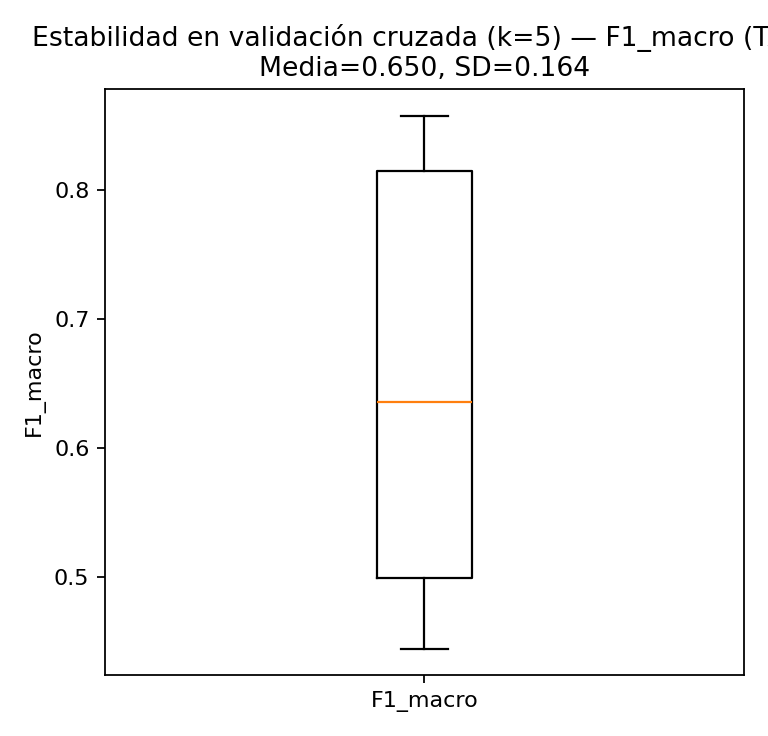 Estabilidad en validación cruzada (k=5) — F1_macro (T
Media=0.650, SD=0.164
0.8
0.7
0.6
0.5
F1_macro
F1_macro